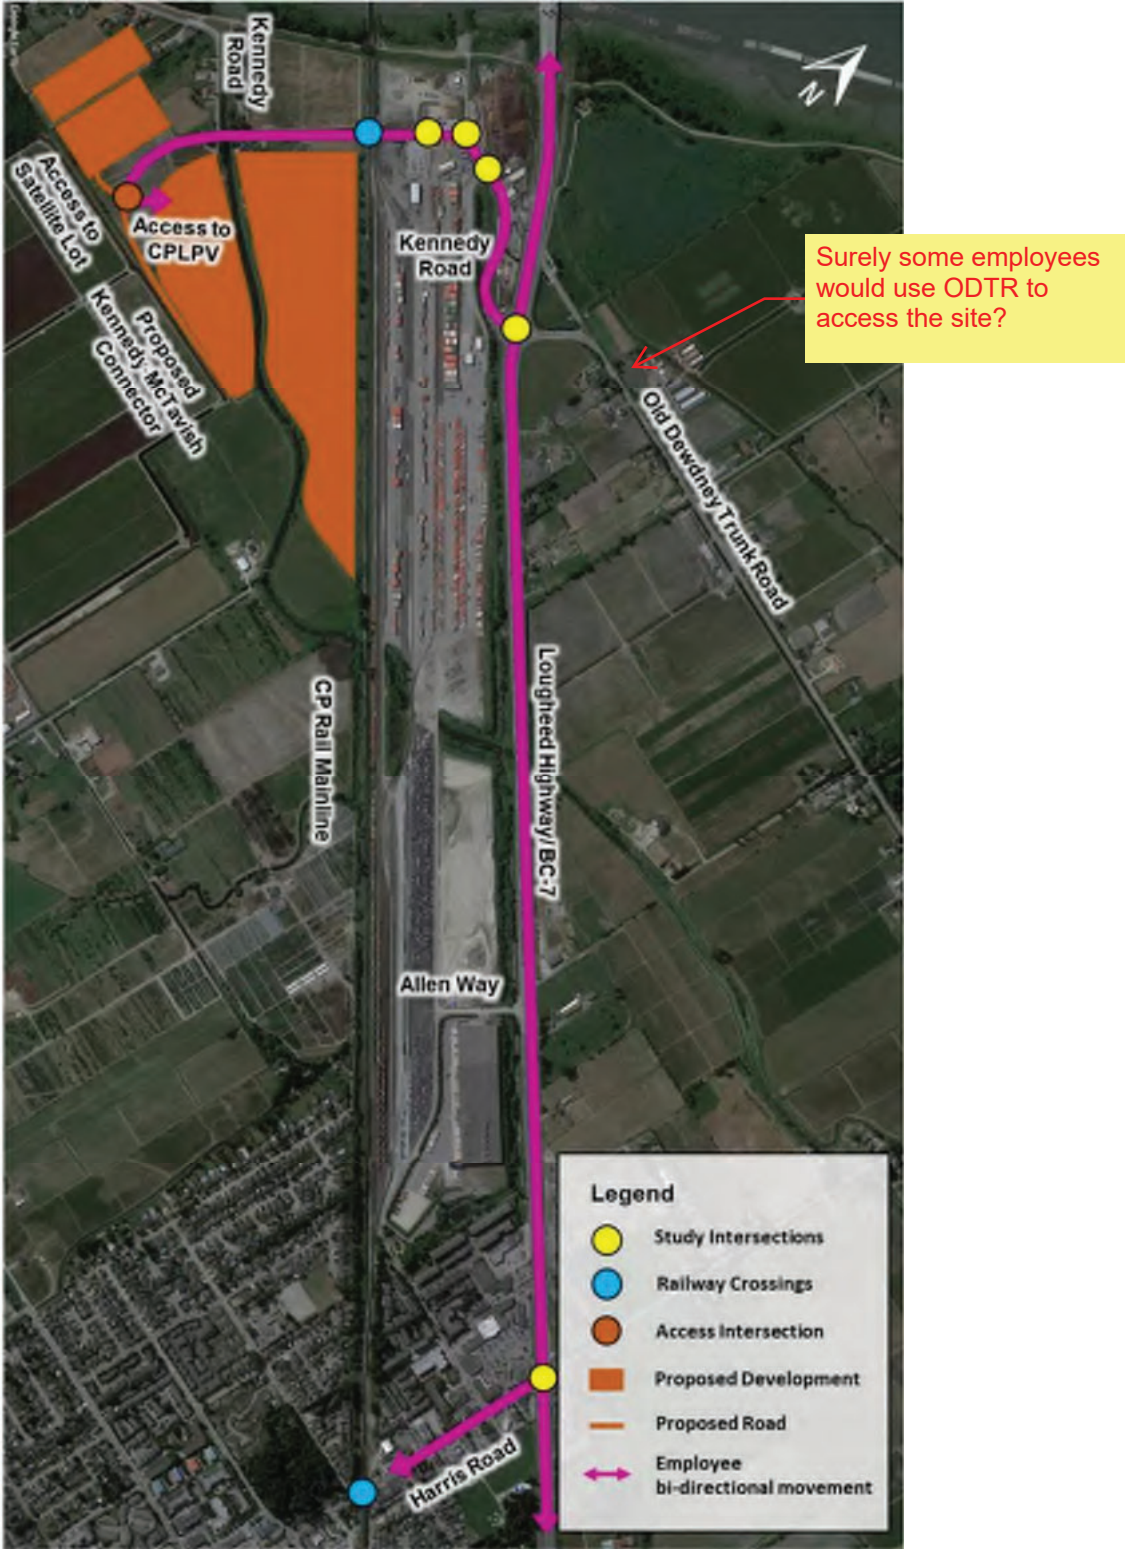 Kennedy
Road
N
Access to
Satellite Lot
Access to
CPLPV
Kennedy
Road
Surely some employees
would use ODTR to
access the site?
Proposed
Kennedy-McTavish
Connector
Old Dewdney Trunk Road
CP Rail Mainline
Lougheed Highway/BC-7
Allen Way
Harris Road
Legend
Study Intersections
Railway Crossings
Access Intersection
Proposed Development
Proposed Road
Employee
bi-directional movement